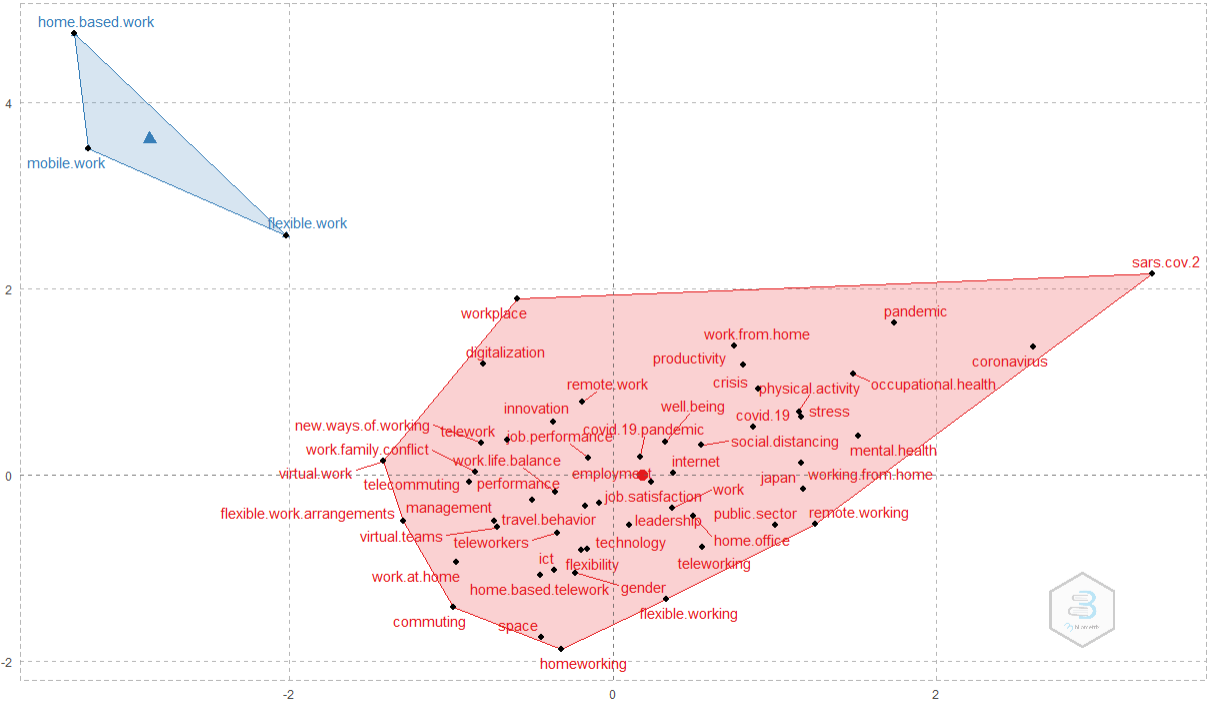 home.based.work
4
mobile.work
flexible.work
sars.cov.2
2
workplace
pandemic
work.from.home
digitalization
productivity
coronavirus
remote.work
crisis
physical.activity
occupational.health
innovation
well.being
covid.19
stress
new.ways.of.working
telework
job.performance
covid.19.pandemic
social.distancing
work.family.conflict
mental.health
work.life.balance
internet
virtual.work
0
employment
japan
working.from.home
telecommuting
performance
job.satisfaction
work
management
flexible.work.arrangements
travel.behavior
leadership
public.sector
remote.working
virtual.teams
teleworkers
technology
home.office
ict
flexibility
teleworking
work.at.home
home.based.telework
gender
commuting
space
flexible.working
homeworking
-2
-2
0
2